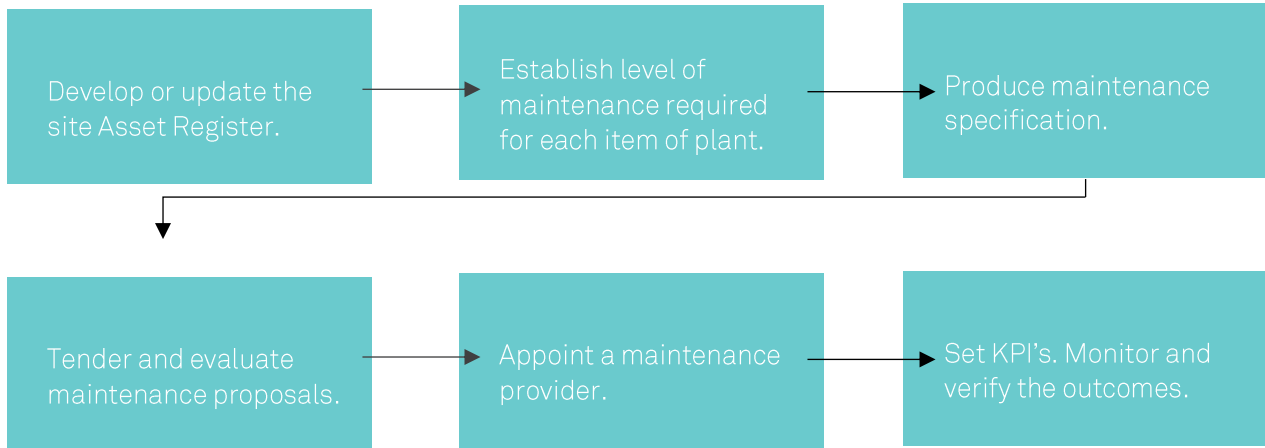 Develop or update the
site Asset Register.
Establish level of
maintenance required
for each item of plant.
Produce maintenance
specification.
Tender and evaluate
maintenance proposals.
Appoint a maintenance
provider.
Set KPI's. Monitor and
verify the outcomes.